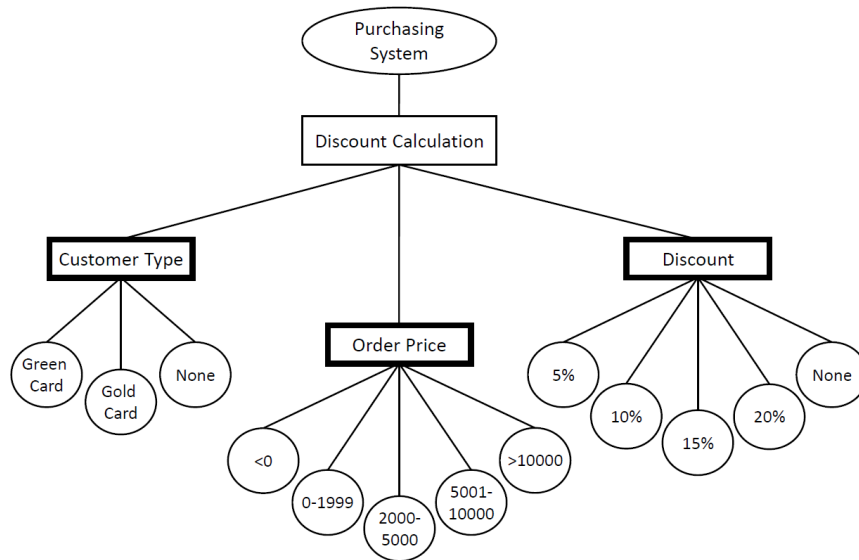 Purchasing
System
Discount Calculation
Customer Type
Discount
Order Price
Green
Card
Gold
Card
None
5%
10%
15%
20%
None
<0
0-1999
2000-
5000
5001-
10000
>10000